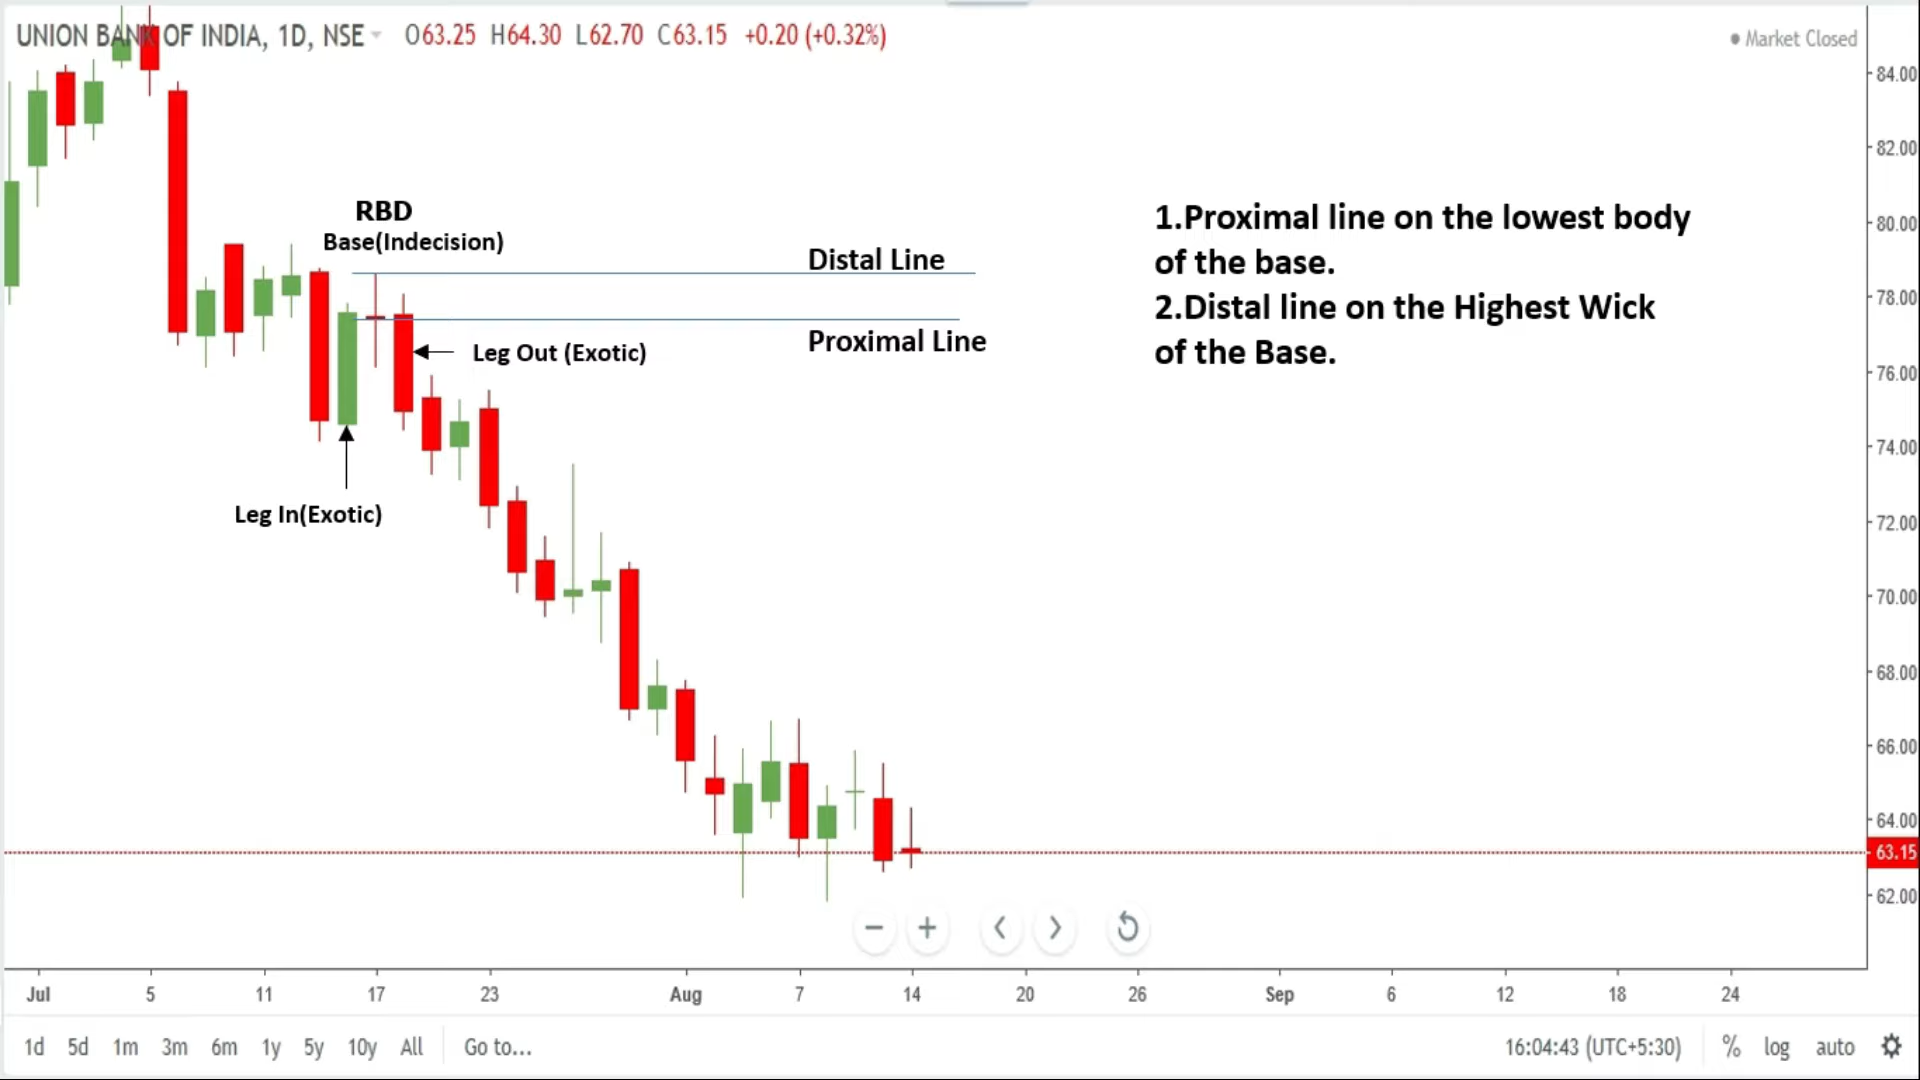 UNION BANK OF INDIA, 1D, NSE O63.25 H64.30 L62.70 C63.15 +0.20 (+0.32%)
Market Closed
84.00
82.00
80.00
78.00
76.00
74.00
72.00
70.00
68.00
66.00
64.00
63.15
62.00
RBD
Base(Indecision)
Distal Line
Proximal Line
Leg Out (Exotic)
Leg In(Exotic)
1.Proximal line on the lowest body
of the base.
2.Distal line on the Highest Wick
of the Base.
Jul 5 11 17 23 Aug 7 14 20 26 Sep 6 12 18 24
1d 5d 1m 3m 6m 1y 5y 10y All Go to... 16:04:43 (UTC+5:30) % log auto